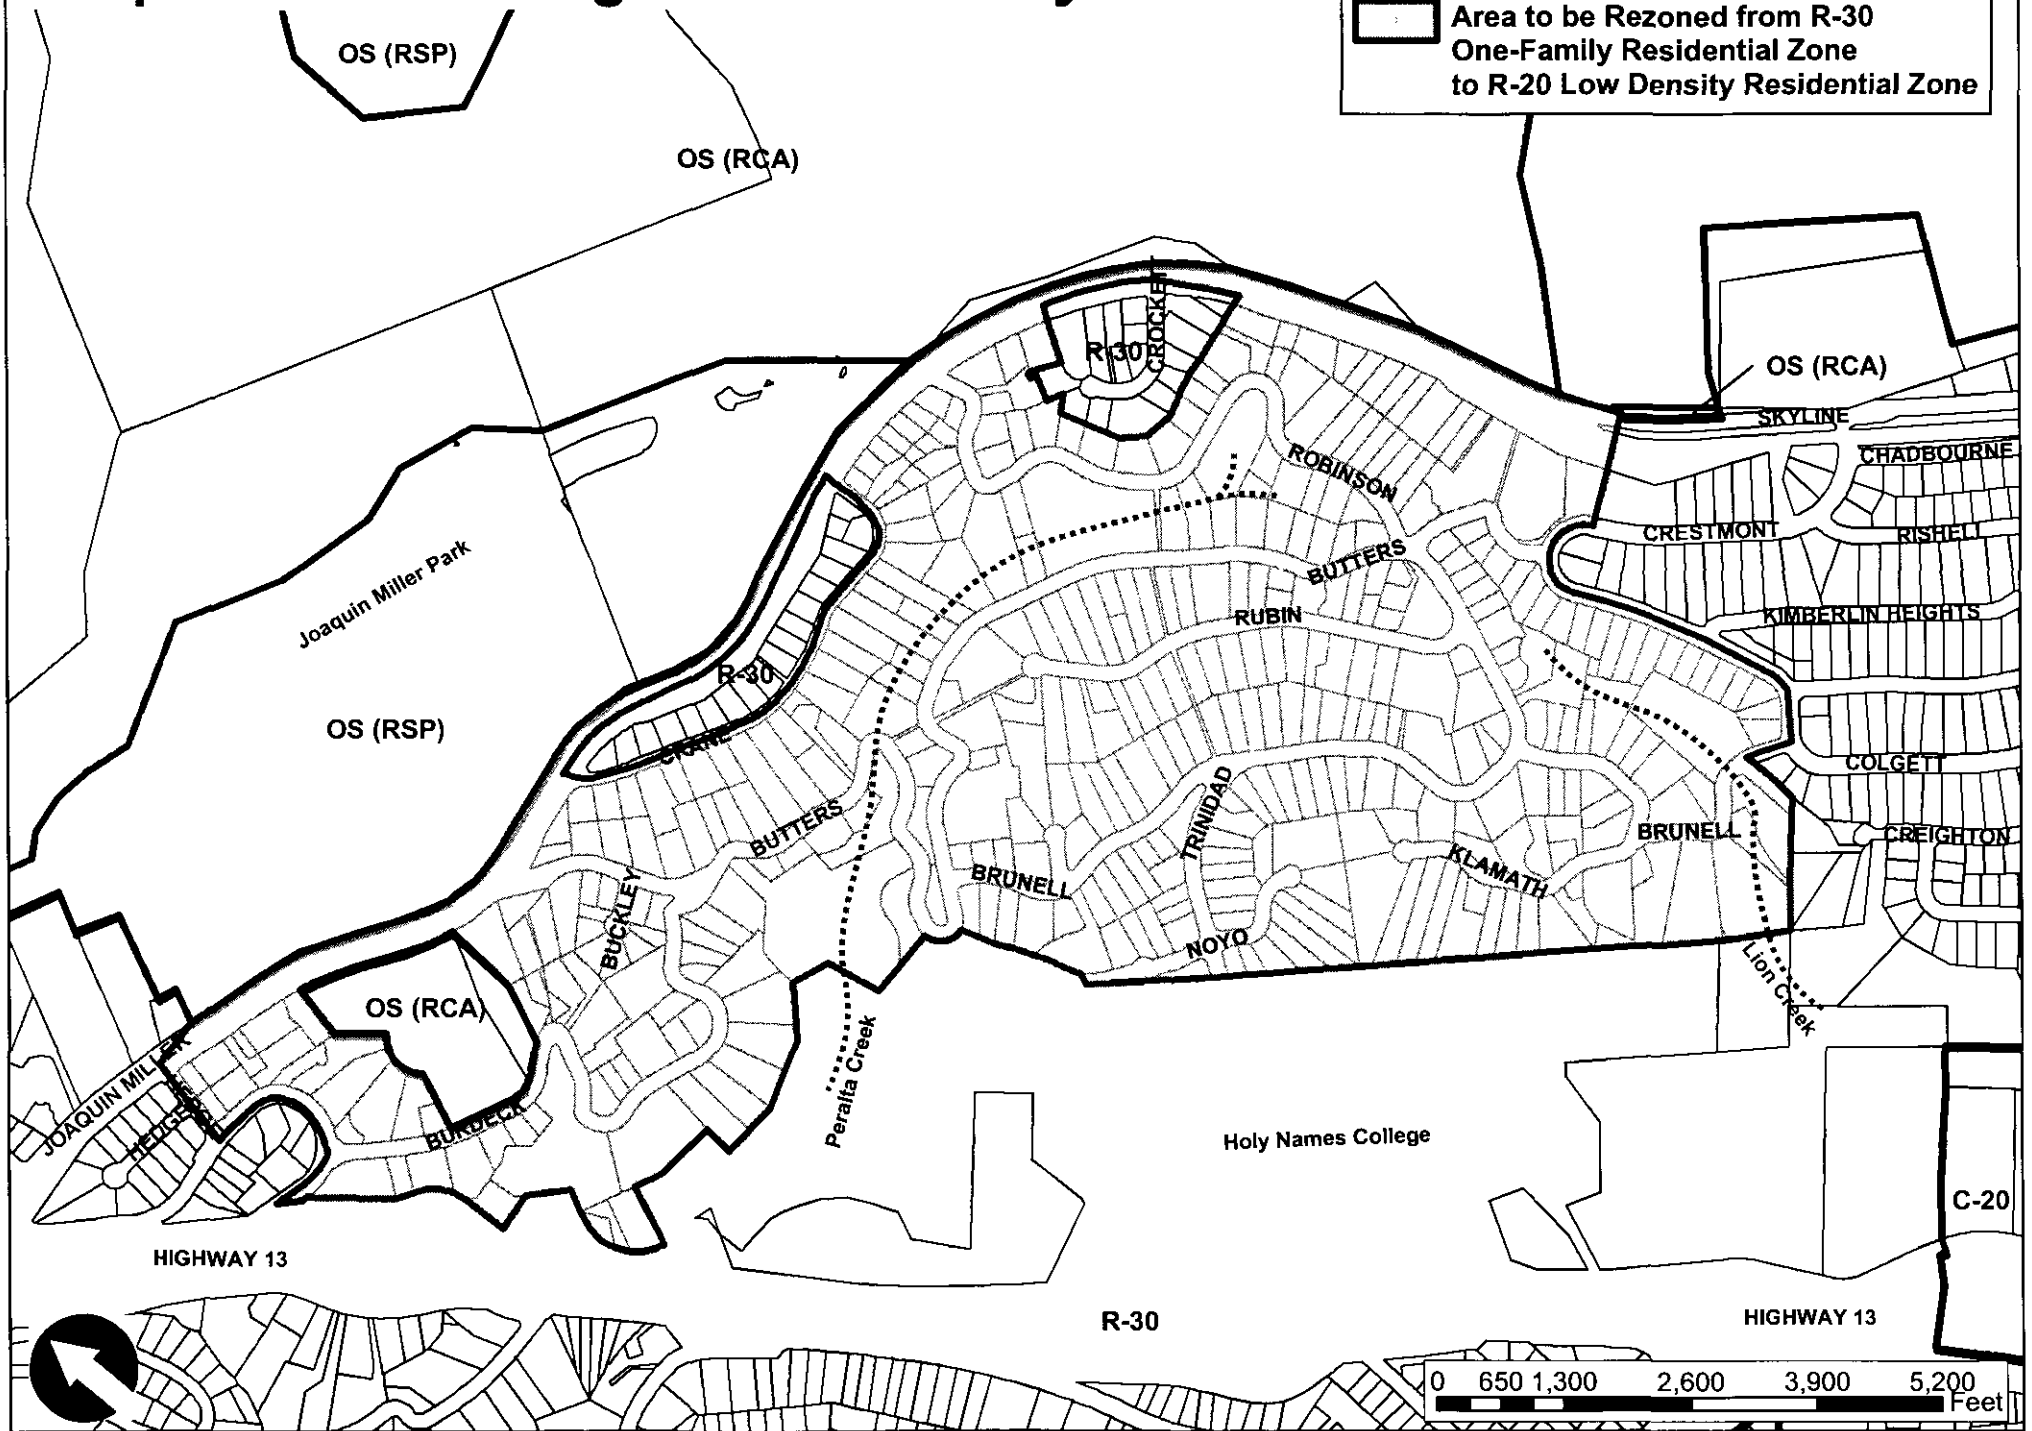 Area to be Rezoned from R-30
One-Family Residential Zone
to R-20 Low Density Residential Zone
OS (RSP)
OS (RCA)
CROCKETT
R-30
OS (RCA)
SKYLINE
CHADBOURNE
ROBINSON
CRESTMONT
RISHELL
Joaquin Miller Park
BUTTERS
RUBIN
KIMBERLIN HEIGHTS
R-30
OS (RSP)
CRANE
COLGETT
BUTTERS
TRINIDAD
BRUNELL
CREIGHTON
BRUNELL
KLAMATH
BUCKLEY
NOYO
Lion Creek
OS (RCA)
JOAQUIN MILLER
HEDGE
BURDECK
Peralta Creek
Holy Names College
C-20
HIGHWAY 13
R-30
HIGHWAY 13
0 650 1,300 2,600 3,900 5,200
Feet